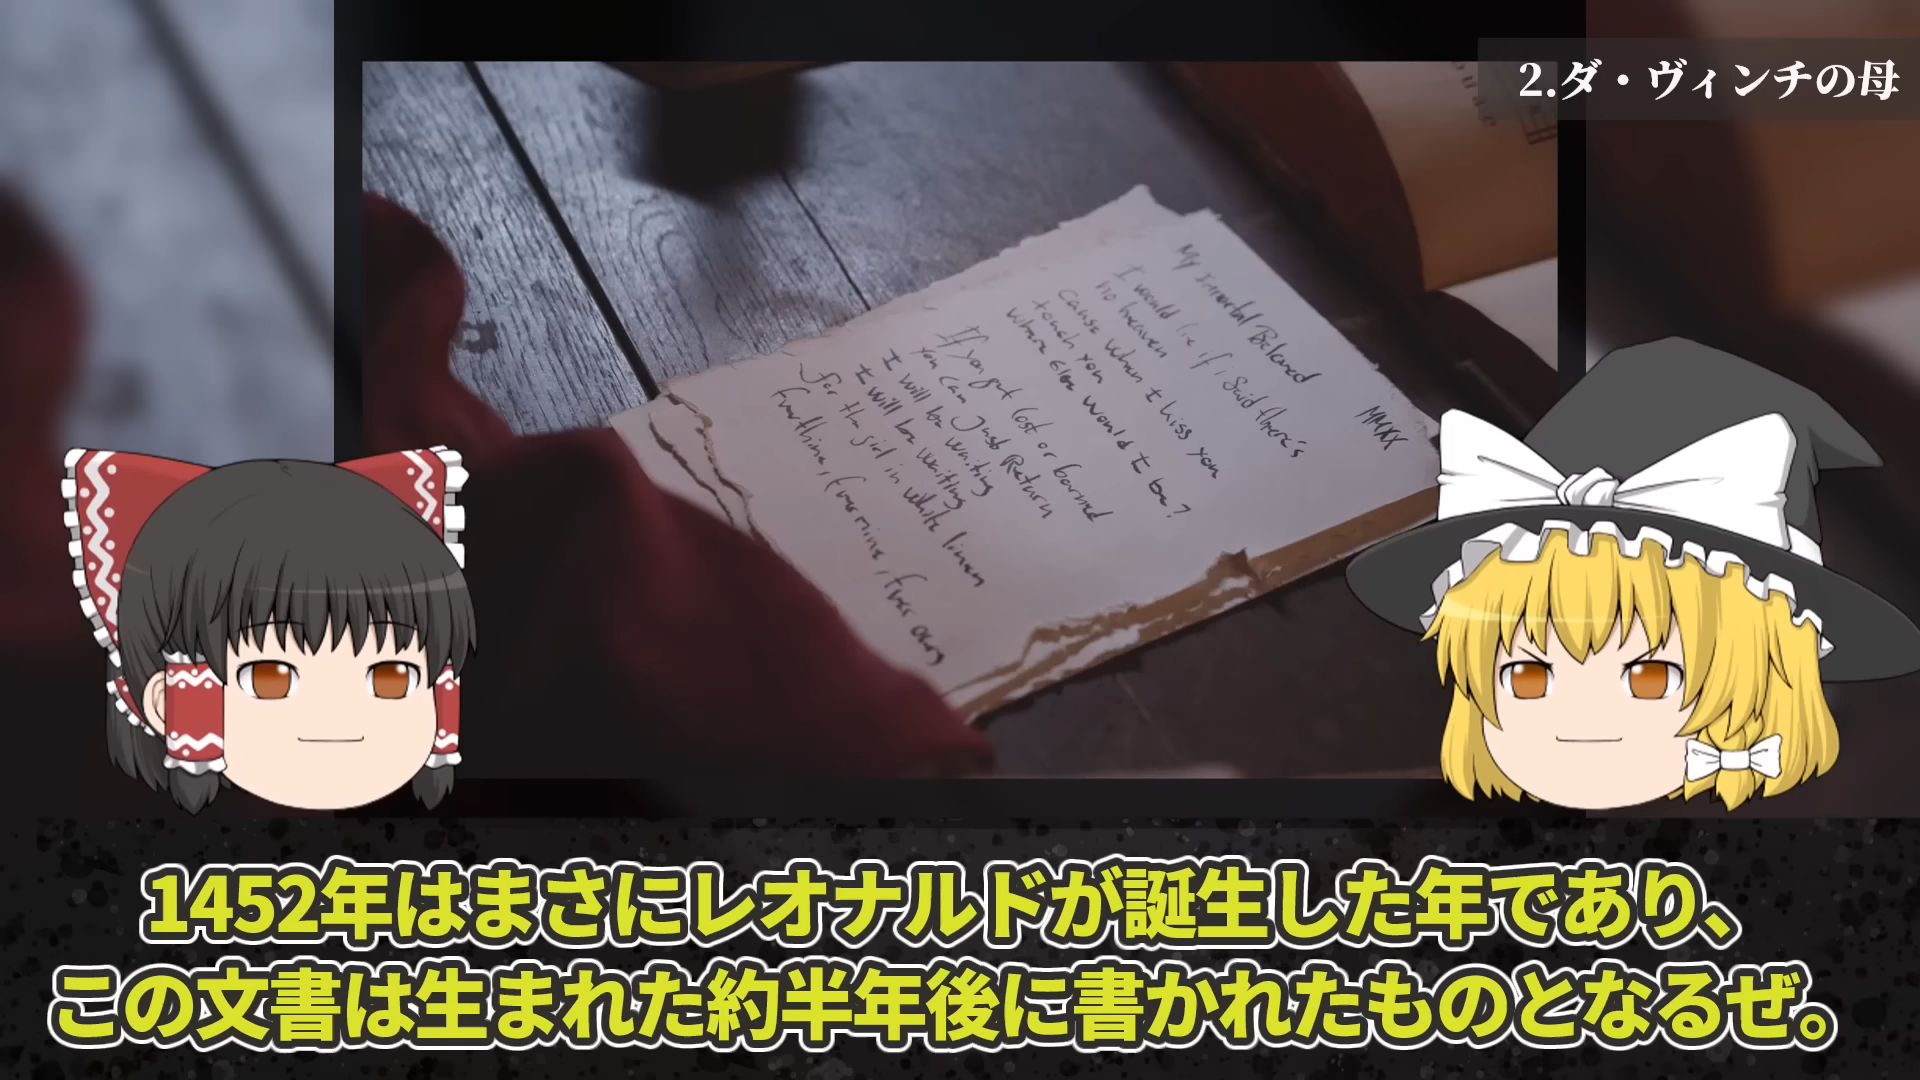 2.ダ・ヴィンチの母
My Immortal Beloved
MMXX
I would lie if i Said there's
no heaven
Cause when I kiss you
touch you
where else would I be?
If you get lost or burned
you can Just Return
I will be waiting
I will be waiting
for the girl in white linen
1452年はまさにレオナルドが誕生した年であり、
この文書は生まれた約半年後に書かれたものとなるぜ。